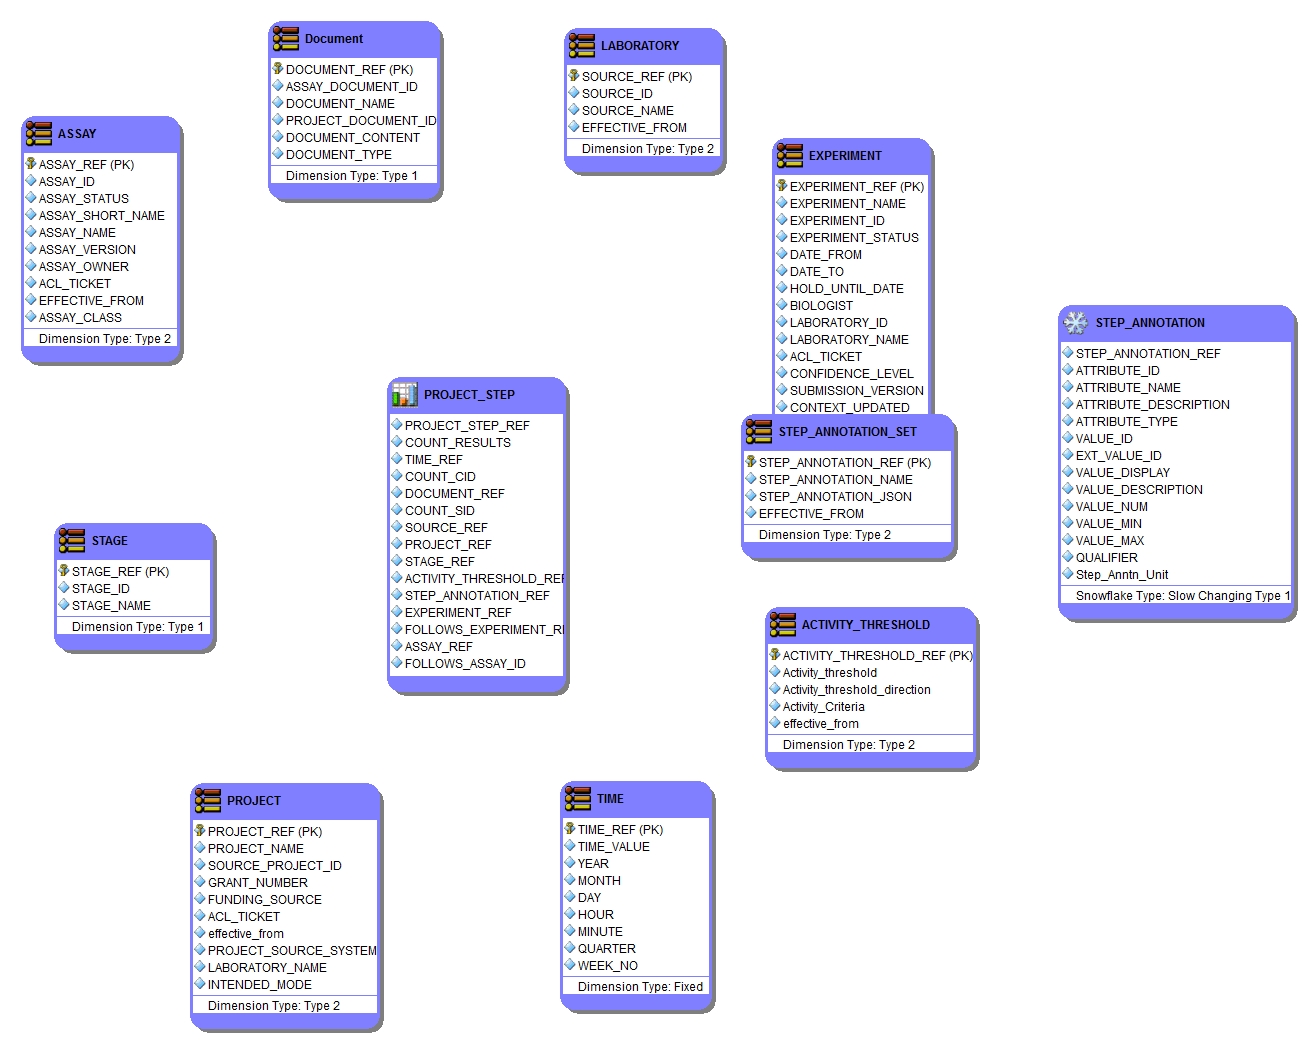 Document
DOCUMENT_REF (PK)
ASSAY_DOCUMENT_ID
DOCUMENT_NAME
PROJECT_DOCUMENT_ID
DOCUMENT_CONTENT
DOCUMENT_TYPE
Dimension Type: Type 1
LABORATORY
SOURCE_REF (PK)
SOURCE_ID
SOURCE_NAME
EFFECTIVE_FROM
Dimension Type: Type 2
ASSAY
ASSAY_REF (PK)
ASSAY_ID
ASSAY_STATUS
ASSAY_SHORT_NAME
ASSAY_NAME
ASSAY_VERSION
ASSAY_OWNER
ACL_TICKET
EFFECTIVE_FROM
ASSAY_CLASS
Dimension Type: Type 2
EXPERIMENT
EXPERIMENT_REF (PK)
EXPERIMENT_NAME
EXPERIMENT_ID
EXPERIMENT_STATUS
DATE_FROM
DATE_TO
HOLD_UNTIL_DATE
BIOLOGIST
LABORATORY_ID
LABORATORY_NAME
ACL_TICKET
CONFIDENCE_LEVEL
SUBMISSION_VERSION
CONTEXT_UPDATED
STEP_ANNOTATION
STEP_ANNOTATION_REF
ATTRIBUTE_ID
ATTRIBUTE_NAME
ATTRIBUTE_DESCRIPTION
ATTRIBUTE_TYPE
VALUE_ID
EXT_VALUE_ID
VALUE_DISPLAY
VALUE_DESCRIPTION
VALUE_NUM
VALUE_MIN
VALUE_MAX
QUALIFIER
Step_Anntn_Unit
Snowflake Type: Slow Changing Type 1
PROJECT_STEP
PROJECT_STEP_REF
COUNT_RESULTS
TIME_REF
COUNT_CID
DOCUMENT_REF
COUNT_SID
SOURCE_REF
PROJECT_REF
STAGE_REF
ACTIVITY_THRESHOLD_REF
STEP_ANNOTATION_REF
EXPERIMENT_REF
FOLLOWS_EXPERIMENT_R
ASSAY_REF
FOLLOWS_ASSAY_ID
STEP_ANNOTATION_SET
STEP_ANNOTATION_REF (PK)
STEP_ANNOTATION_NAME
STEP_ANNOTATION_JSON
EFFECTIVE_FROM
Dimension Type: Type 2
STAGE
STAGE_REF (PK)
STAGE_ID
STAGE_NAME
Dimension Type: Type 1
ACTIVITY_THRESHOLD
ACTIVITY_THRESHOLD_REF (PK)
Activity_threshold
Activity_threshold_direction
Activity_Criteria
effective_from
Dimension Type: Type 2
PROJECT
PROJECT_REF (PK)
PROJECT_NAME
SOURCE_PROJECT_ID
GRANT_NUMBER
FUNDING_SOURCE
ACL_TICKET
effective_from
PROJECT_SOURCE_SYSTEM
LABORATORY_NAME
INTENDED_MODE
Dimension Type: Type 2
TIME
TIME_REF (PK)
TIME_VALUE
YEAR
MONTH
DAY
HOUR
MINUTE
QUARTER
WEEK_NO
Dimension Type: Fixed